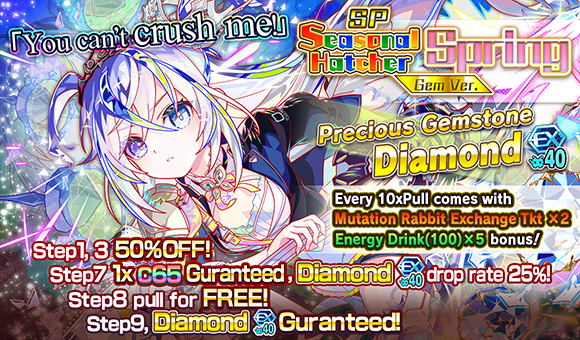 「You can't crush me!」
SP
Seasonal
Hatcher
Spring
Gem Ver.
Precious Gemstone
Diamond EX 40
Every 10xPull comes with
Mutation Rabbit Exchange Tkt ×2
Energy Drink(100)×5 bonus!
Step1, 3 50%OFF!
Step7 1x C65 Guranteed , Diamond EX 40 drop rate 25%!
Step8 pull for FREE!
Step9, Diamond EX 40 Guranteed!